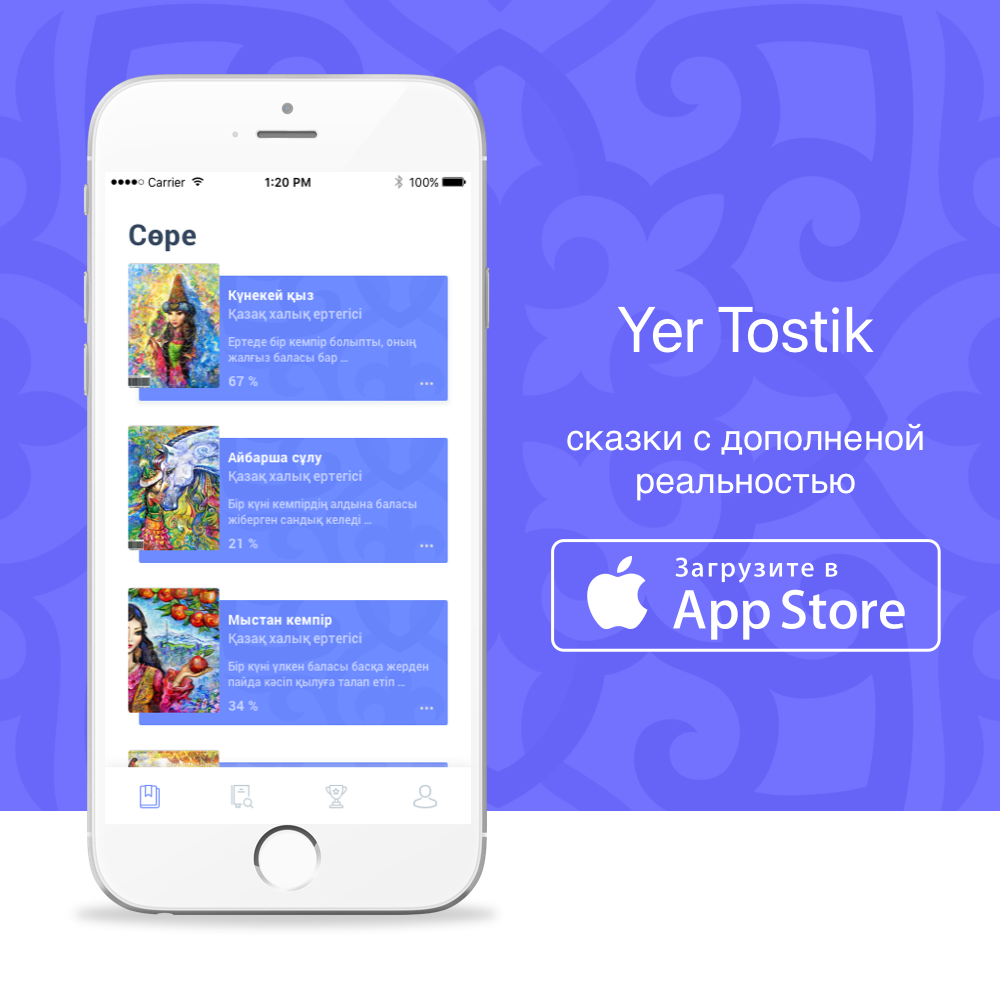 Carrier 1:20 PM 100%
Сөре
Күнекей қыз
Қазақ халық ертегісі
Ертеде бір кемпір болыпты, оның
жалғыз баласы бар ...
67 %
Айбарша сұлу
Қазақ халық ертегісі
Бір күні кемпірдің алдына баласы
жіберген сандық келеді ...
21 %
Мыстан кемпір
Қазақ халық ертегісі
Бір күні үлкен баласы басқа жерден
пайда кәсіп қылуға талап етіп ...
34 %
Yer Tostik
сказки с дополненой
реальностью
Загрузите в
App Store